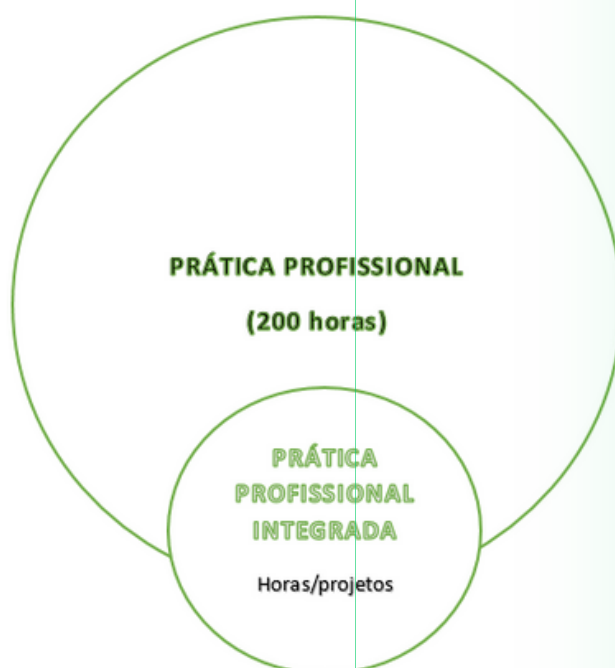 PRÁTICA PROFISSIONAL
(200 horas)
PRÁTICA
PROFISSIONAL
INTEGRADA
Horas/projetos